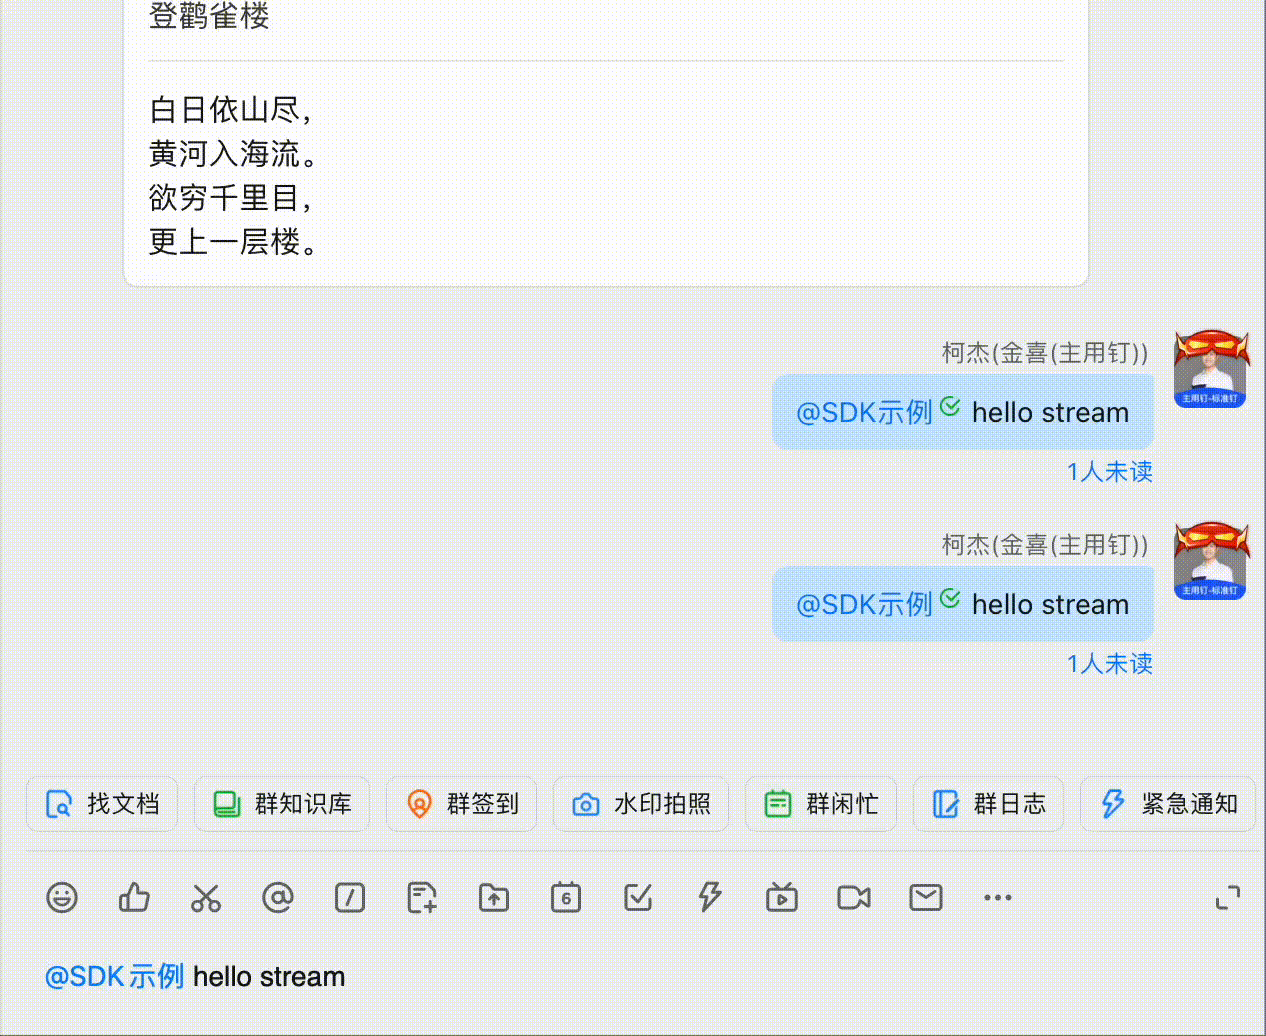 登鹳雀楼
白日依山尽，
黄河入海流。
欲穷千里目，
更上一层楼。
柯杰(金喜(主用钉))
@SDK示例 hello stream
主用钉-标准钉
1人未读
柯杰(金喜(主用钉))
@SDK示例 hello stream
主用钉-标准钉
1人未读
找文档 群知识库 群签到 水印拍照 群闲忙 群日志 紧急通知
6
@SDK示例 hello stream